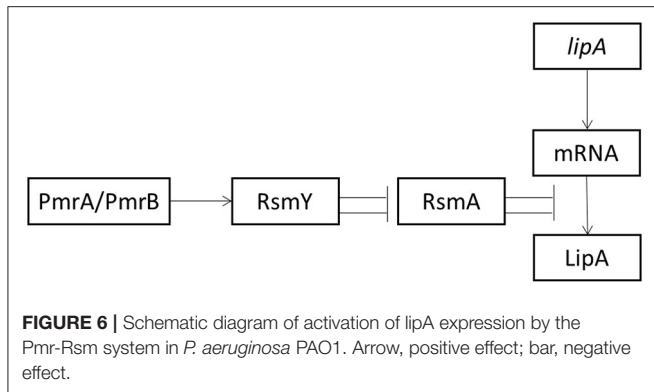 lipA
mRNA
PmrA/PmrB
RsmY
RsmA
LipA
FIGURE 6 | Schematic diagram of activation of lipA expression by the
Pmr-Rsm system in P. aeruginosa PAO1. Arrow, positive effect; bar, negative
effect.